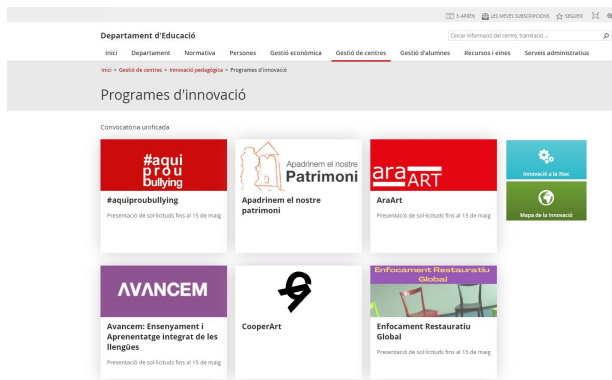 E-APRÈN LES MEVES SUBSCRIPCIONS SEGUEIX
Departament d'Educació
Cercar informació del centre, tramitació ...
Inici Departament Normativa Persones Gestió econòmica Gestió de centres Gestió d'alumnes Recursos i eines Serveis administratius
Inici > Gestió de centres > Innovació pedagògica > Programes d'innovació
Programes d'innovació
Convocatòria unificada
#aqui
prou
bullying
Apadrinem el nostre
Patrimoni
ara
ART
Innovació a la Xtec
#aquiproubullying
Presentació de sol·licituds fins al 15 de maig
Apadrinem el nostre
patrimoni
AraArt
Presentació de sol·licituds fins al 15 de maig
Mapa de la Innovació
AVANCEM
Enfocament Restauratiu
Global
Avancem: Ensenyament i
Aprenentatge integrat de les
llengües
Presentació de sol·licituds fins al 15 de maig
CooperArt
Enfocament Restauratiu
Global
Presentació de sol·licituds fins al 15 de maig